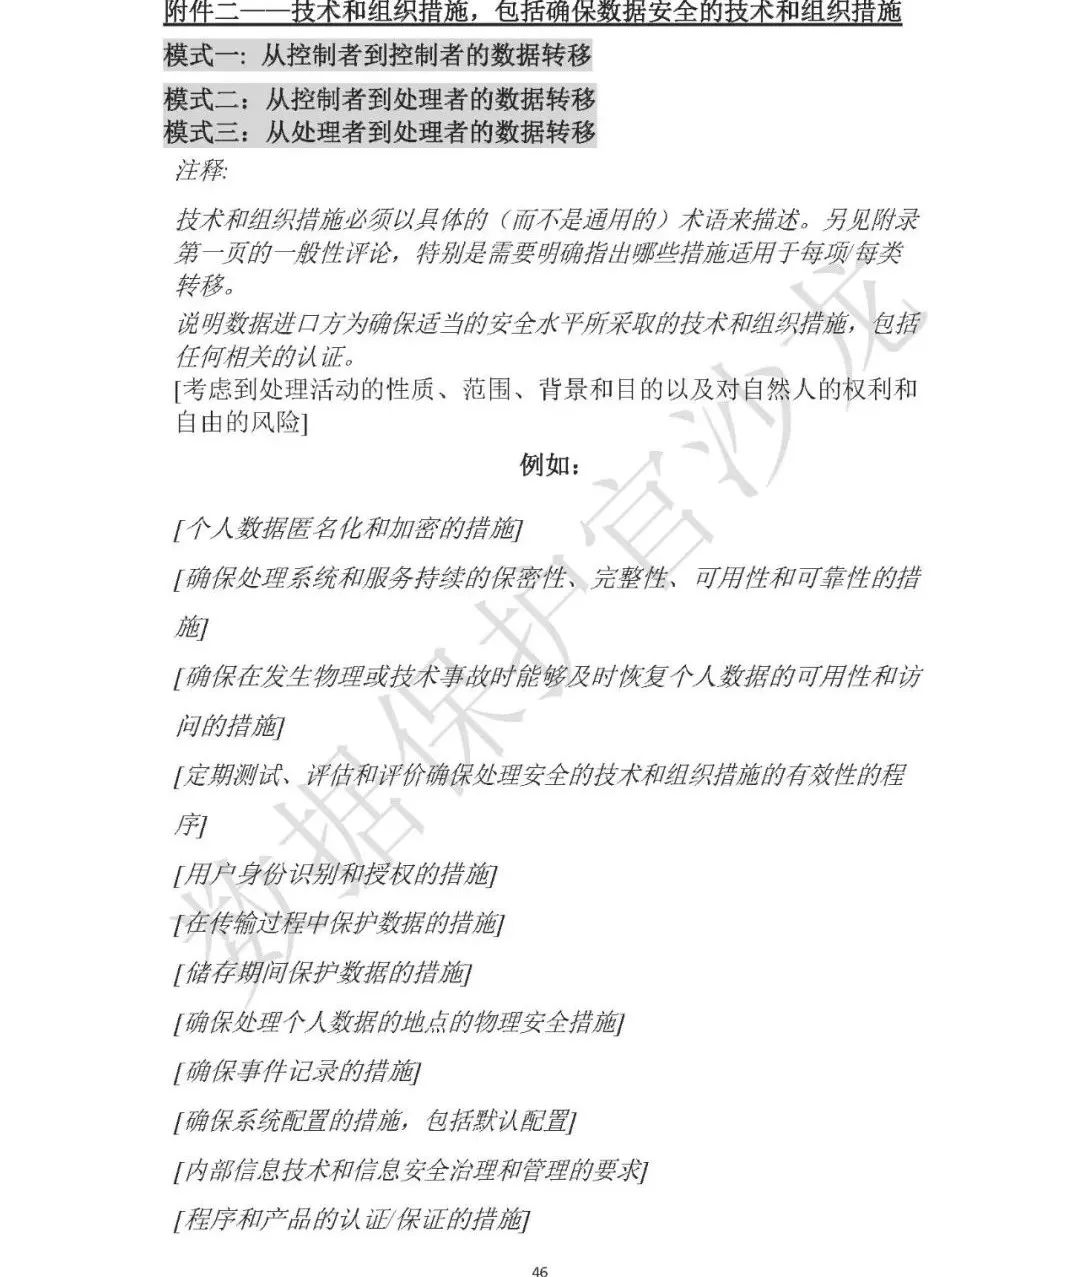 附件二——技术和组织措施，包括确保数据安全的技术和组织措施
模式一：从控制者到控制者的数据转移
模式二：从控制者到处理者的数据转移
模式三：从处理者到处理者的数据转移
注释:
技术和组织措施必须以具体的（而不是通用的）术语来描述。另见附录
第一页的一般性评论，特别是需要明确指出哪些措施适用于每项/每类
转移。
说明数据进口方为确保适当的安全水平所采取的技术和组织措施，包括
任何相关的认证。
[考虑到处理活动的性质、范围、背景和目的以及对自然人的权利和
自由的风险]
例如：
[个人数据匿名化和加密的措施]
[确保处理系统和服务持续的保密性、完整性、可用性和可靠性的措
施]
[确保在发生物理或技术事故时能够及时恢复个人数据的可用性和访
问的措施]
[定期测试、评估和评价确保处理安全的技术和组织措施的有效性的程
序]
[用户身份识别和授权的措施]
[在传输过程中保护数据的措施]
[储存期间保护数据的措施]
[确保处理个人数据的地点的物理安全措施]
[确保事件记录的措施]
[确保系统配置的措施，包括默认配置]
[内部信息技术和信息安全治理和管理的要求]
[程序和产品的认证/保证的措施]
46
数据保护官沙龙